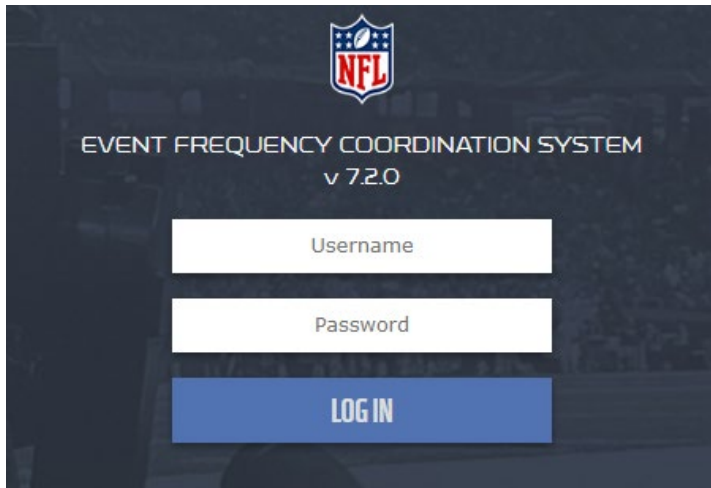 NFL
EVENT FREQUENCY COORDINATION SYSTEM
v 7.2.0
Username
Password
LOG IN